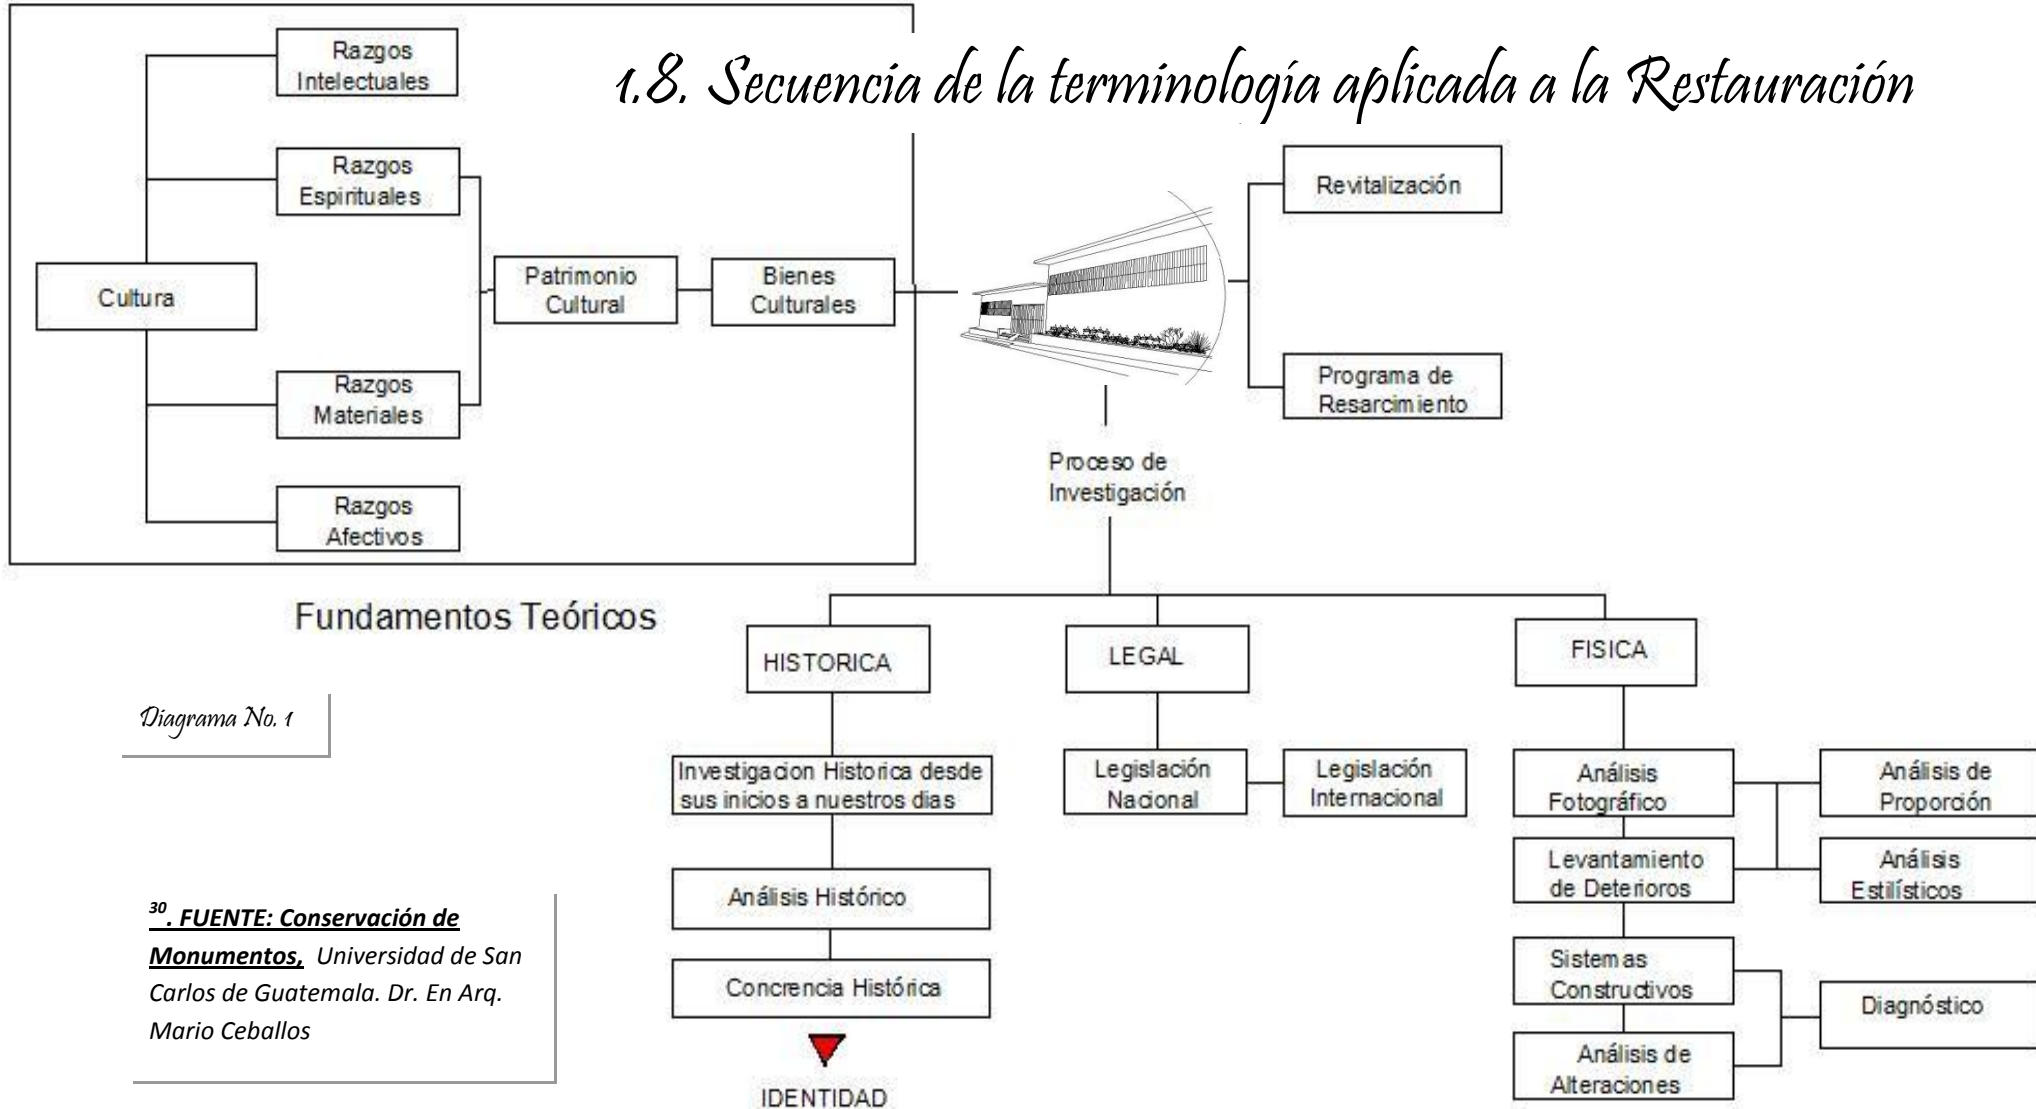 1.8. Secuencia de la terminología aplicada a la Restauración
Razgos
Intelectuales
Razgos
Espirituales
Cultura
Razgos
Materiales
Razgos
Afectivos
Patrimonio
Cultural
Bienes
Culturales
Revitalización
Programa de
Resarcimiento
Proceso de
Investigación
Fundamentos Teóricos
HISTORICA
LEGAL
FISICA
Diagrama No. 1
Investigacion Historica desde
sus inicios a nuestros dias
Análisis Histórico
Concrencia Histórica
IDENTIDAD
Legislación
Nacional
Legislación
Internacional
Análisis
Fotográfico
Análisis de
Proporción
Levantamiento
de Deterioros
Análisis
Estilísticos
Sistemas
Constructivos
Diagnóstico
Análisis de
Alteraciones
30. FUENTE: Conservación de
Monumentos, Universidad de San
Carlos de Guatemala. Dr. En Arq.
Mario Ceballos